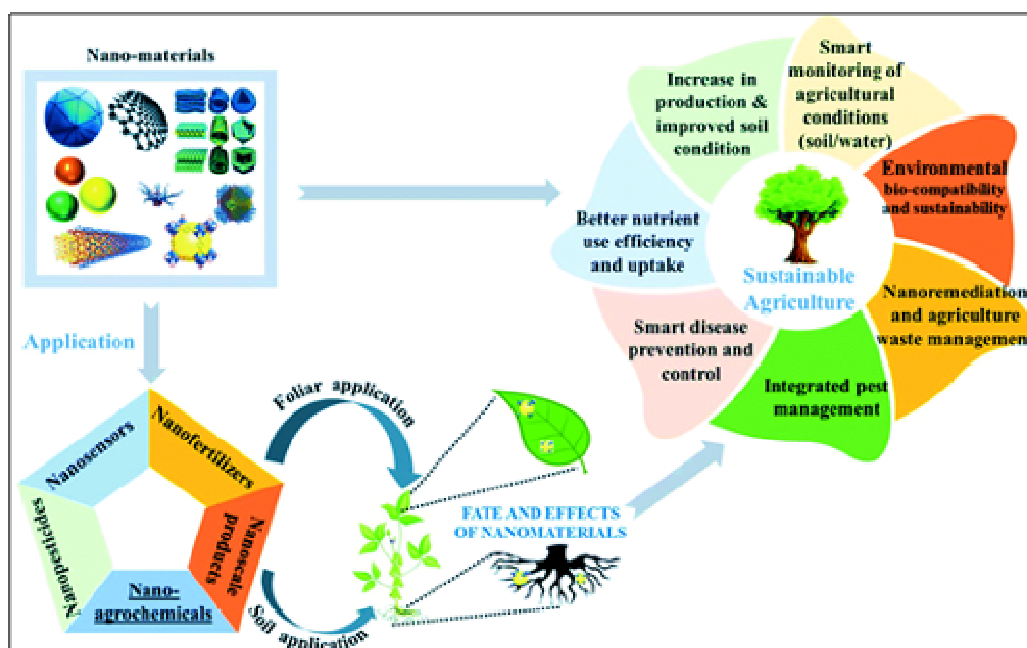 Nano-materials
Application
Nanosensors
Nanofertilizers
Nanoscale
products
Nano-
agrochemicals
Nanopesticides
Foliar application
Soil application
FATE AND EFFECTS
OF NANOMATERIALS
Increase in
production &
improved soil
condition
Smart
monitoring of
agricultural
conditions
(soil/water)
Environmental
bio-compatibility
and sustainability
Nanoremediation
and agriculture
waste management
Integrated pest
management
Smart disease
prevention and
control
Better nutrient
use efficiency
and uptake
Sustainable
Agriculture